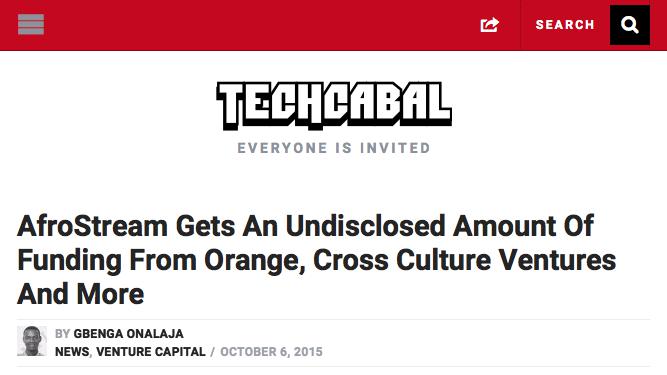 SEARCH
TECHCABAL
EVERYONE IS INVITED
AfroStream Gets An Undisclosed Amount Of
Funding From Orange, Cross Culture Ventures
And More
BY GBENGA ONALAJA
NEWS, VENTURE CAPITAL / OCTOBER 6, 2015